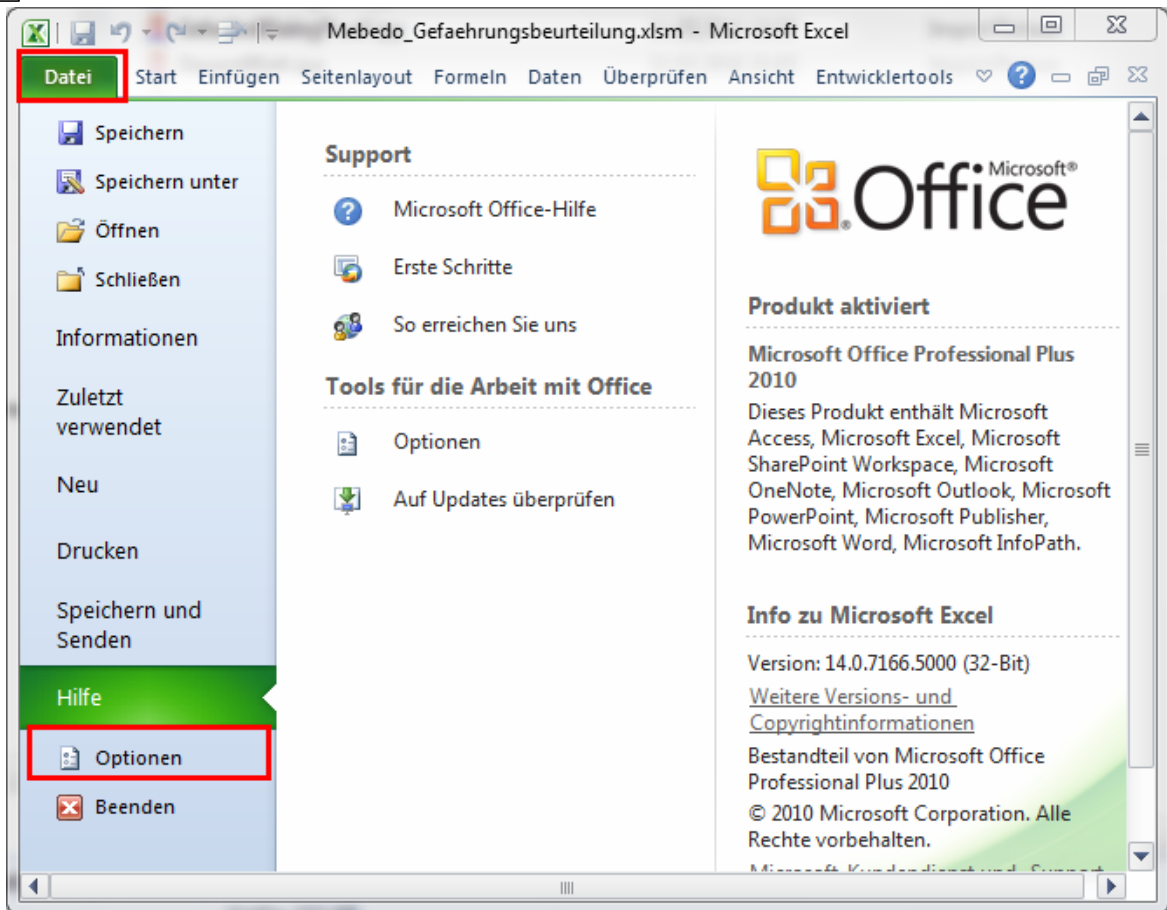 Mebedo_Gefaehrungsbeurteilung.xlsm - Microsoft Excel
Datei Start Einfügen Seitenlayout Formeln Daten Überprüfen Ansicht Entwicklertools
Speichern
Speichern unter
Öffnen
Schließen
Informationen
Zuletzt
verwendet
Neu
Drucken
Speichern und
Senden
Hilfe
Optionen
Beenden
Support
Microsoft Office-Hilfe
Erste Schritte
So erreichen Sie uns
Tools für die Arbeit mit Office
Optionen
Auf Updates überprüfen
Microsoft®
Office
Produkt aktiviert
Microsoft Office Professional Plus
2010
Dieses Produkt enthält Microsoft
Access, Microsoft Excel, Microsoft
SharePoint Workspace, Microsoft
OneNote, Microsoft Outlook, Microsoft
PowerPoint, Microsoft Publisher,
Microsoft Word, Microsoft InfoPath.
Info zu Microsoft Excel
Version: 14.0.7166.5000 (32-Bit)
Weitere Versions- und
Copyrightinformationen
Bestandteil von Microsoft Office
Professional Plus 2010
© 2010 Microsoft Corporation. Alle
Rechte vorbehalten.
Microsoft-Kundendienst und -Support